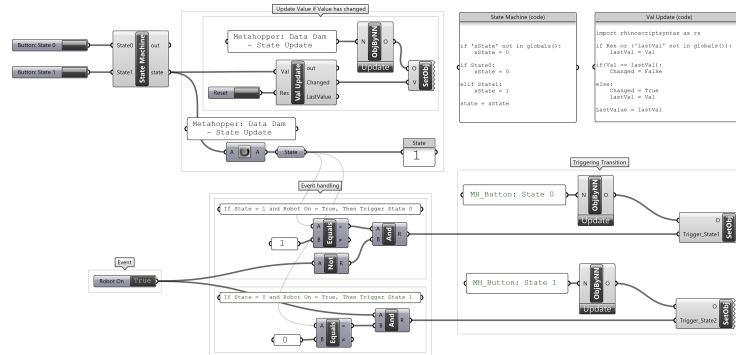 Update Value if Value has changed
Button: State 0
Button: State 1
State0
State1
State Machine
out
state
Metahopper: Data Dam
- State Update
N
ObjByNN
O
Update
Val
Res
Val Update
out
Changed
LastValue
Reset
O
V
SetObj
Metahopper: Data Dam
- State Update
A
A
State
State
1
State Machine (code)
if 'xState' not in globals():
xState = 0
if State0:
xState = 0
elif State1:
xState = 1
state = xState
Val Update (code)
import rhinoscriptsyntax as rs
if Res or ('lastVal' not in globals()):
lastVal = Val
if(Val == lastVal):
Changed = False
else:
Changed = True
lastVal = Val
LastValue = lastVal
Event handling
If State = 1 and Robot On = True, Then Trigger State 0
1
A
B
Equals
=
≠
A
B
And
R
A
Not
R
Event
Robot On
True
If State = 0 and Robot On = True, Then Trigger State 1
0
A
B
Equals
=
≠
A
B
And
R
Triggering Transition
MH_Button: State 0
N
ObjByNN
O
Update
O
Trigger_State1
SetObj
MH_Button: State 1
N
ObjByNN
O
Update
O
Trigger_State2
SetObj